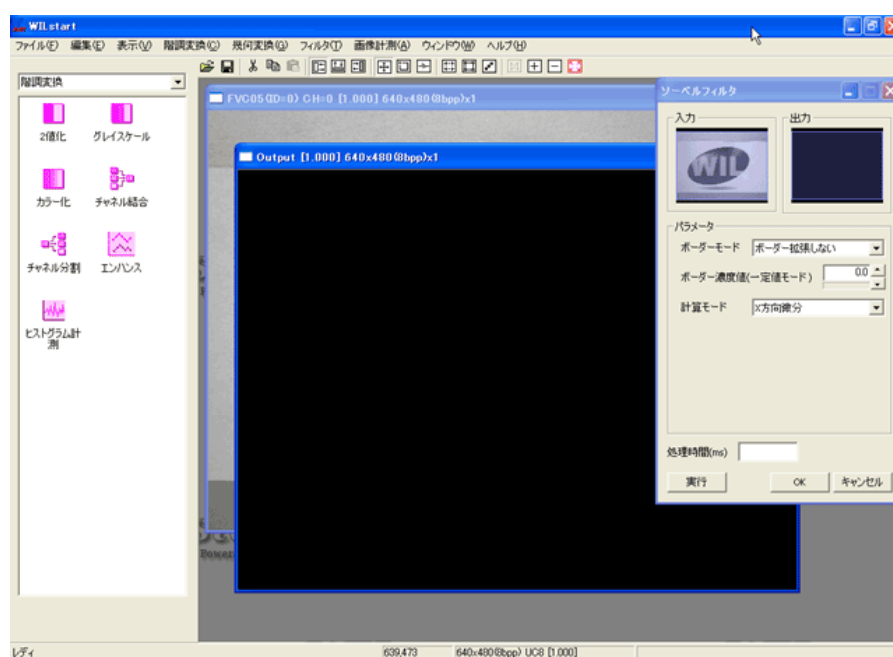 WILstart
ファイル(F) 編集(E) 表示(V) 階調変換(C) 幾何変換(G) フィルタ(T) 画像計測(A) ウィンドウ(W) ヘルプ(H)
階調変換
2値化 グレイスケール
カラー化 チャネル結合
チャネル分割 エンハンス
ヒストグラム計
測
FVC05(ID=0) CH=0 [1.000] 640x480(8bpp)x1
Output [1.000] 640x480(8bpp)x1
ソーベルフィルタ
入力 出力
WIL
パラメータ
ボーダーモード ボーダー拡張しない
ボーダー濃度値(一定値モード) 0.0
計算モード X方向微分
処理時間(ms)
実行 OK キャンセル
レディ 639,473 640x480(8bpp) UC8 [1.000]